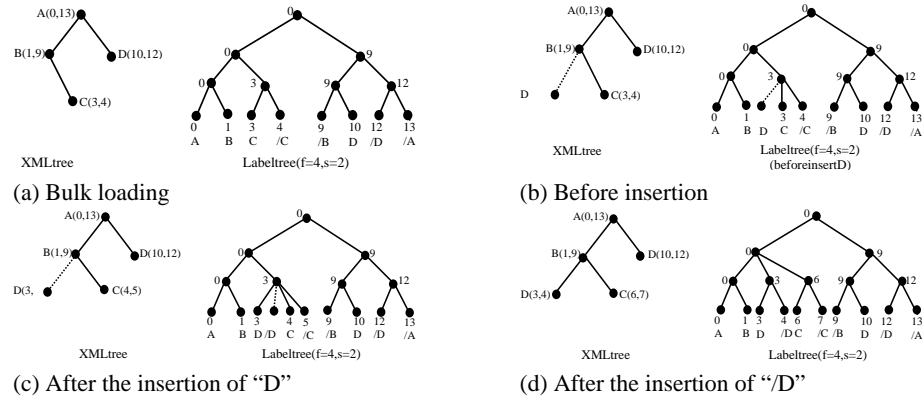 A(0,13)
B(1,9)
D(10,12)
C(3,4)
XMLtree
0
0 9
0 3 9 12
0 1 3 4 9 10 12 13
A B C /C /B D /D /A
Labeltree(f=4,s=2)
(a) Bulk loading
A(0,13)
B(1,9)
D(10,12)
D C(3,4)
XMLtree
0
0 9
0 3 9 12
0 1 3 4 9 10 12 13
A B D C /C /B D /D /A
Labeltree(f=4,s=2)
(beforeinsertD)
(b) Before insertion
A(0,13)
B(1,9) D(10,12)
D(3, C(4,5)
XMLtree
0
0 9
0 3 9 12
0 1 3 4 5 9 10 12 13
A B D /D C /C /B D /D /A
Labeltree(f=4,s=2)
(c) After the insertion of “D”
A(0,13)
B(1,9) D(10,12)
D(3,4) C(6,7)
XMLtree
0
0 9
0 3 6 9 12
0 1 3 4 6 7 9 10 12 13
A B D /D C /C /B D /D /A
Labeltree(f=4,s=2)
(d) After the insertion of “/D”